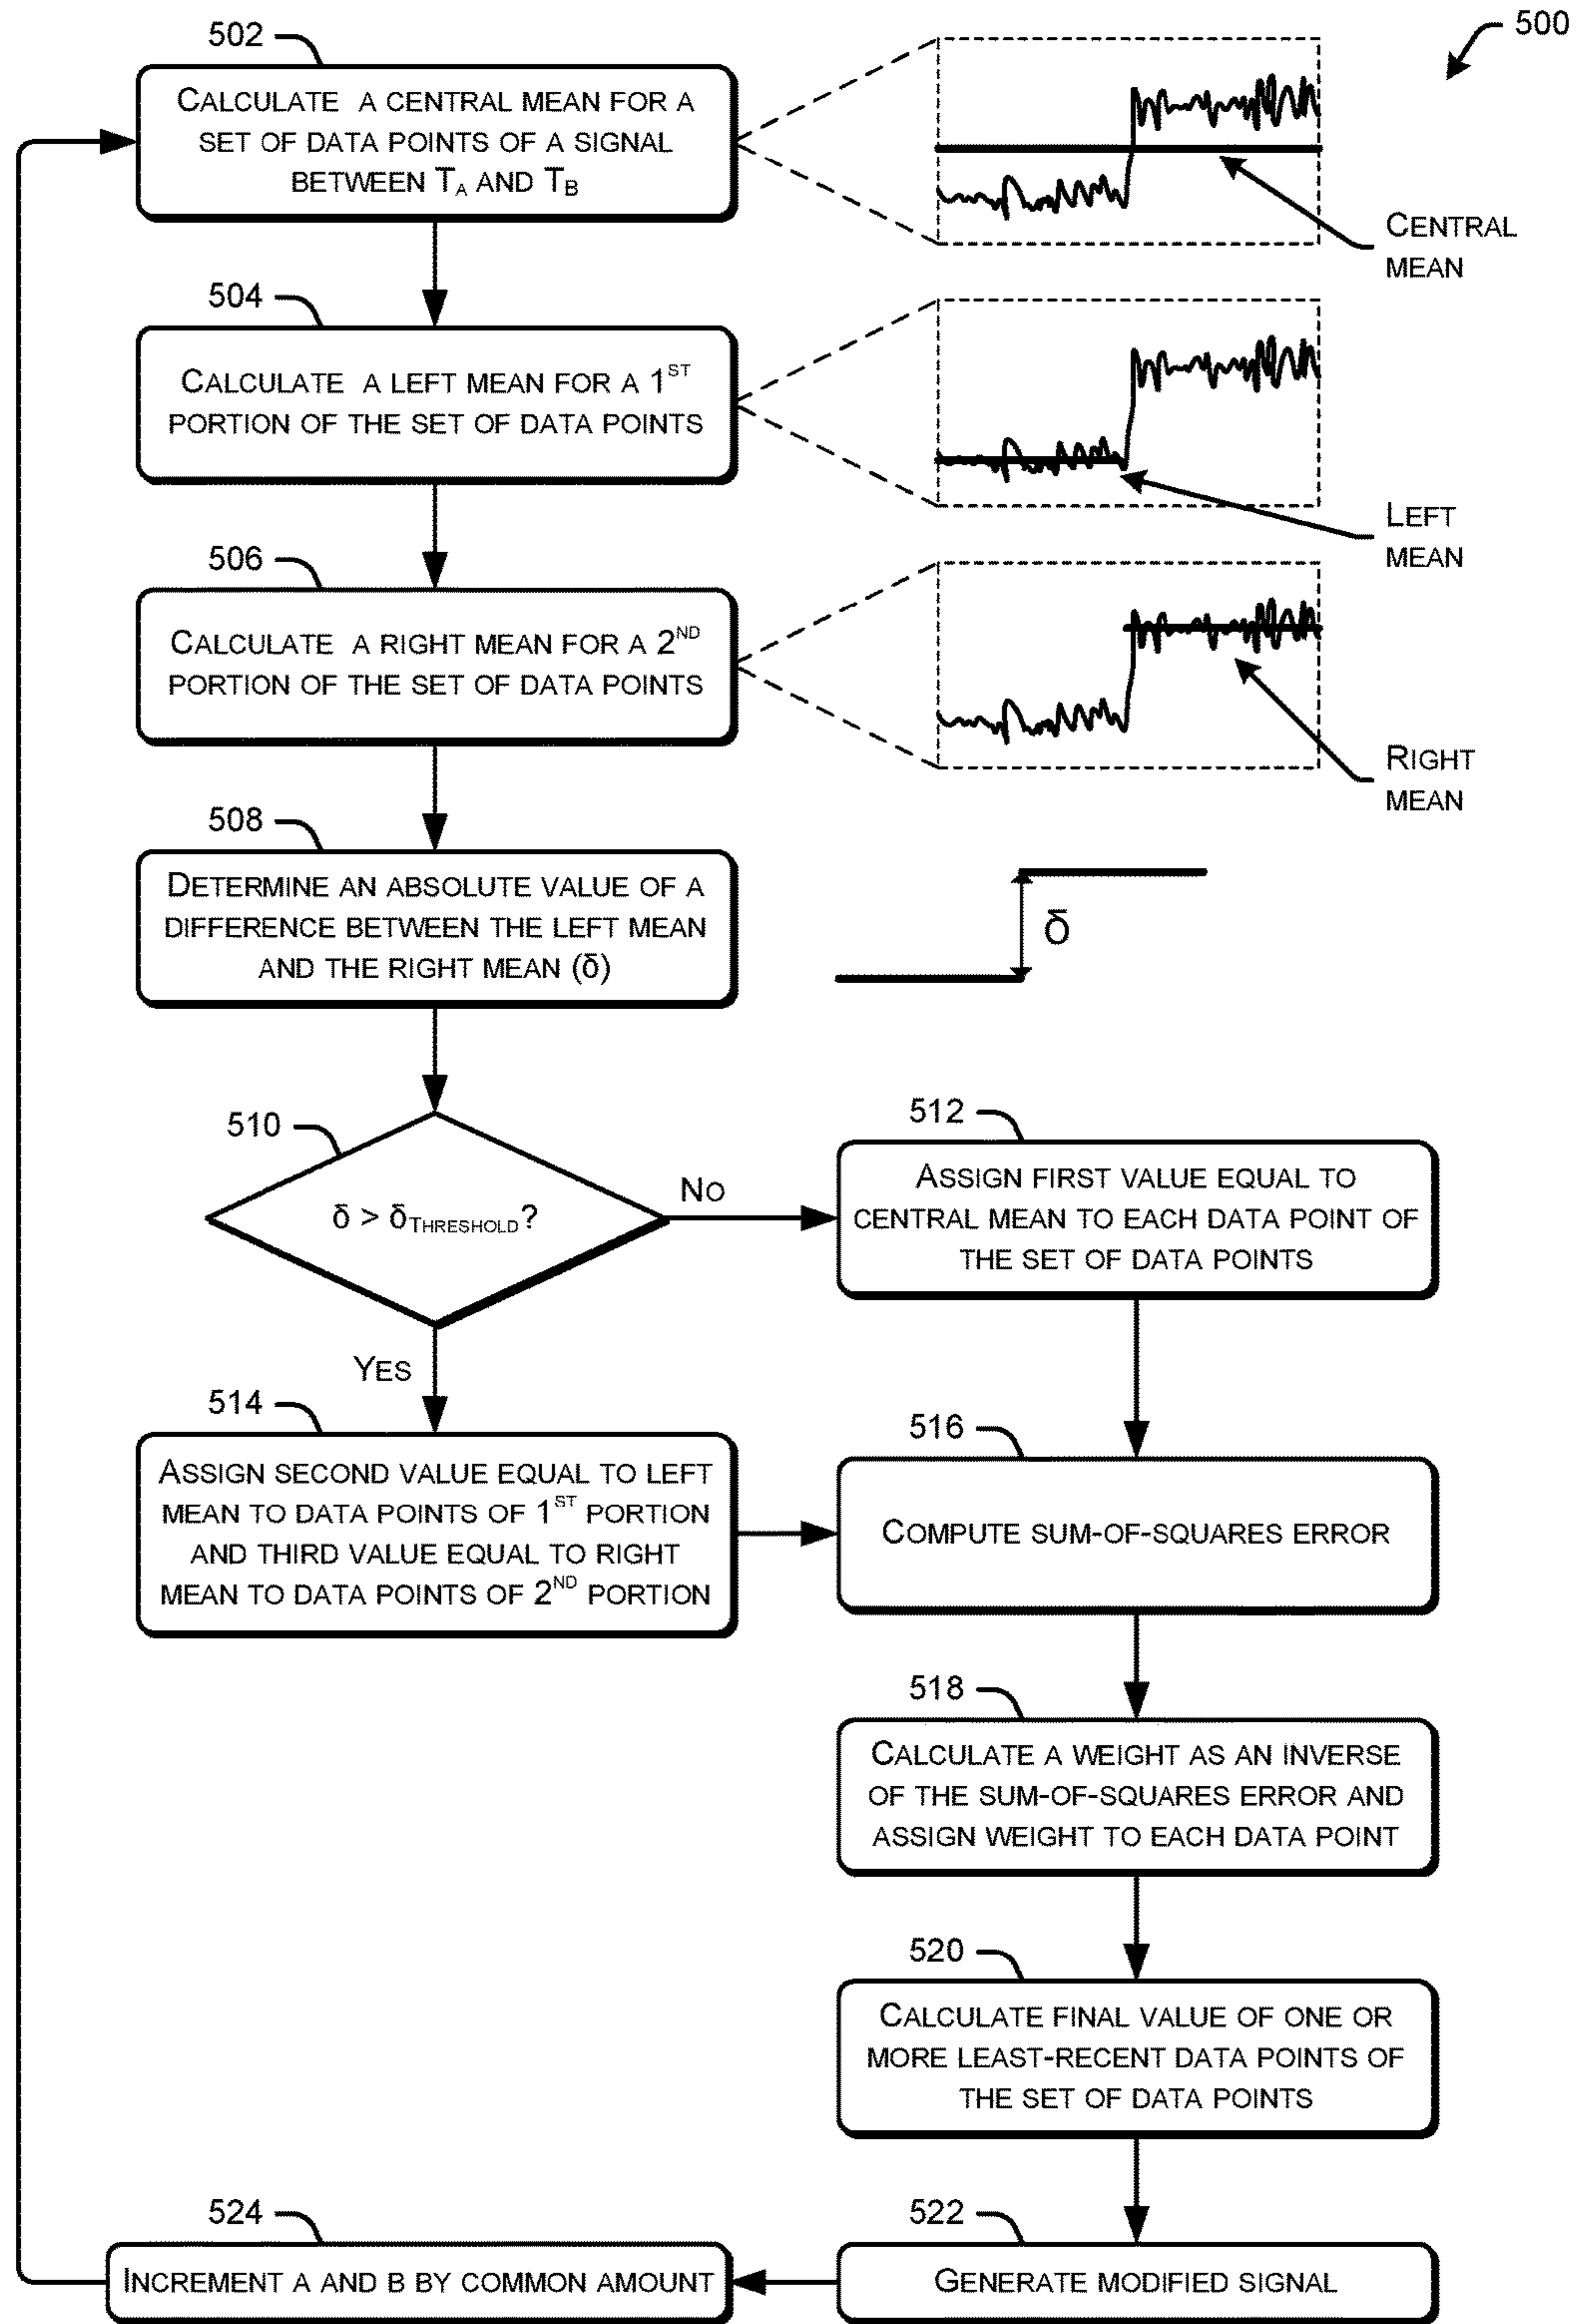 500
502
CALCULATE A CENTRAL MEAN FOR A
SET OF DATA POINTS OF A SIGNAL
BETWEEN TA AND TB
CENTRAL
MEAN
504
CALCULATE A LEFT MEAN FOR A 1ST
PORTION OF THE SET OF DATA POINTS
LEFT
MEAN
506
CALCULATE A RIGHT MEAN FOR A 2ND
PORTION OF THE SET OF DATA POINTS
RIGHT
MEAN
508
DETERMINE AN ABSOLUTE VALUE OF A
DIFFERENCE BETWEEN THE LEFT MEAN
AND THE RIGHT MEAN (δ)
δ
510
δ > δTHRESHOLD?
NO
YES
512
ASSIGN FIRST VALUE EQUAL TO
CENTRAL MEAN TO EACH DATA POINT OF
THE SET OF DATA POINTS
514
ASSIGN SECOND VALUE EQUAL TO LEFT
MEAN TO DATA POINTS OF 1ST PORTION
AND THIRD VALUE EQUAL TO RIGHT
MEAN TO DATA POINTS OF 2ND PORTION
516
COMPUTE SUM-OF-SQUARES ERROR
518
CALCULATE A WEIGHT AS AN INVERSE
OF THE SUM-OF-SQUARES ERROR AND
ASSIGN WEIGHT TO EACH DATA POINT
520
CALCULATE FINAL VALUE OF ONE OR
MORE LEAST-RECENT DATA POINTS OF
THE SET OF DATA POINTS
522
GENERATE MODIFIED SIGNAL
524
INCREMENT A AND B BY COMMON AMOUNT